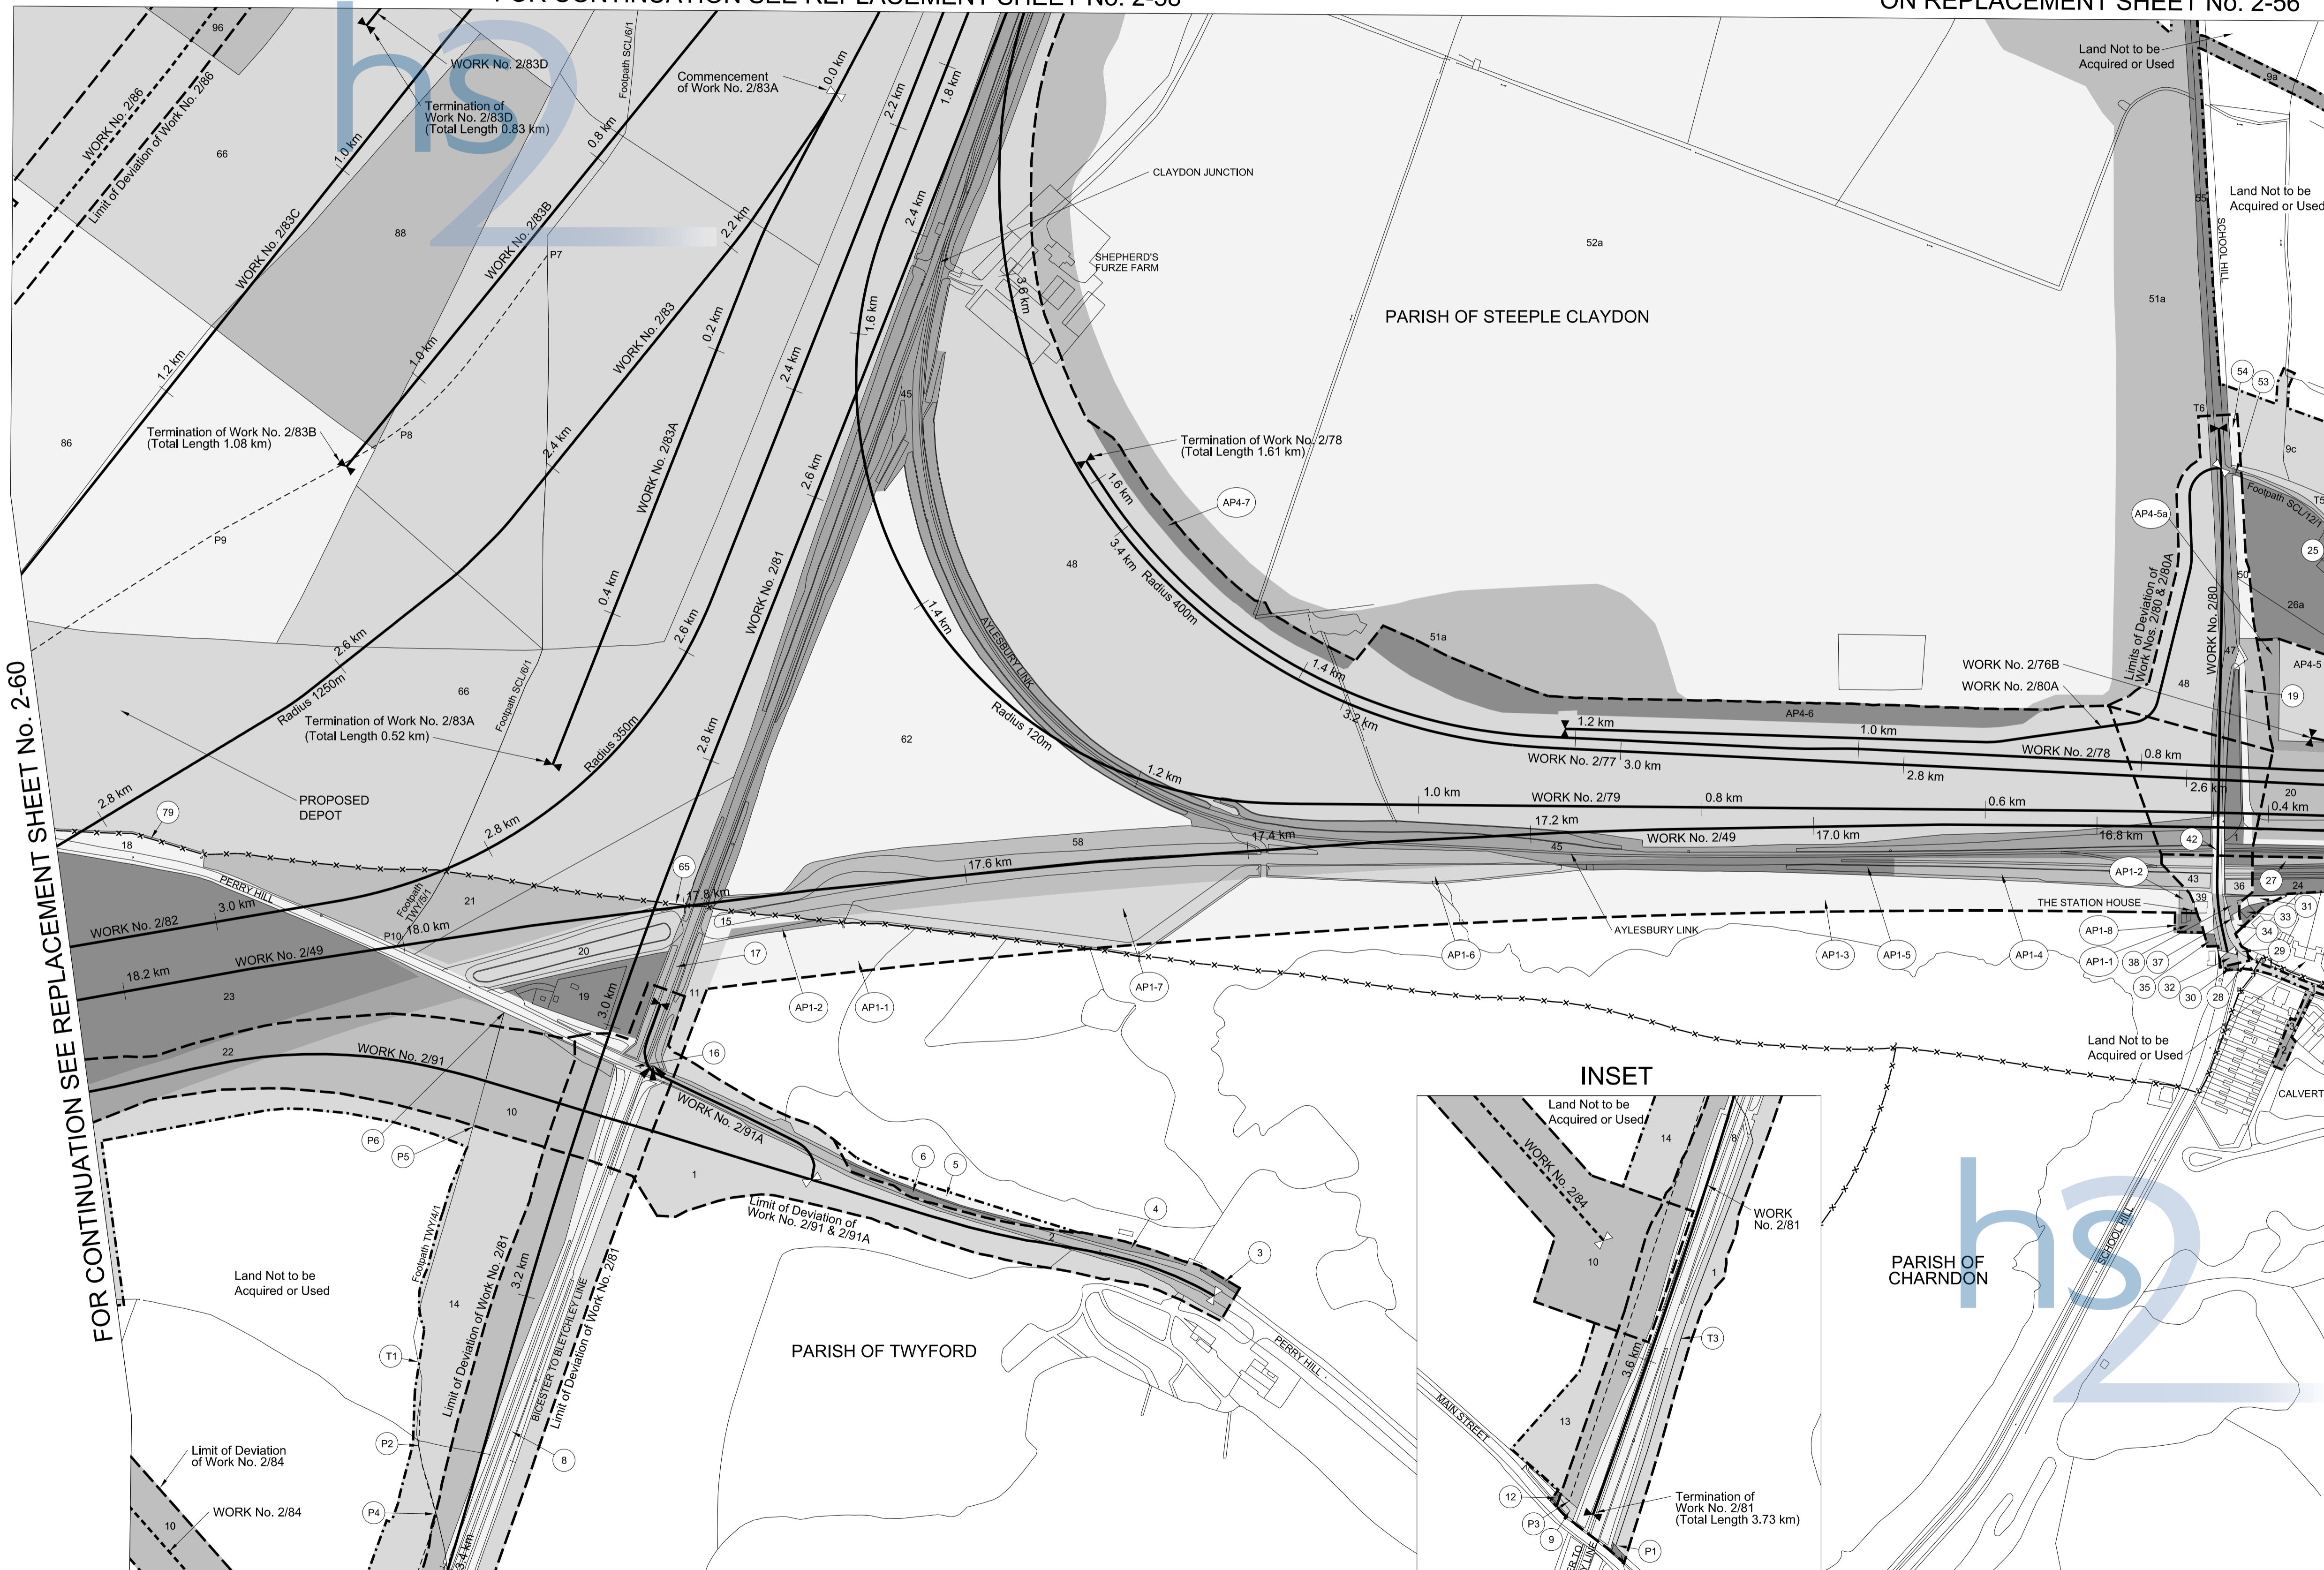 FOR CONTINUATION SEE REPLACEMENT SHEET No. 2-58
ON REPLACEMENT SHEET No. 2-56
hs2
96
WORK No. 2/83D
Termination of
Work No. 2/83D
(Total Length 0.83 km)
WORK No. 2/86
Limit of Deviation of Work No. 2/86
66
1.0 km
88
WORK No. 2/83C
1.2 km
86
Footpath SCL/6/1
0.8 km
WORK No. 2/83B
P7
1.0 km
P8
P9
Termination of Work No. 2/83B
(Total Length 1.08 km)
Commencement
of Work No. 2/83A
0.0 km
2.2 km
1.8 km
2.2 km
2.4 km
0.2 km
WORK No. 2/83
2.4 km
1.6 km
2.4 km
WORK No. 2/83A
2.6 km
0.4 km
WORK No. 2/81
2.6 km
2.6 km
Radius 1250m
66
Footpath SCL/6/1
Termination of Work No. 2/83A
(Total Length 0.52 km)
Radius 350m
2.8 km
2.8 km
2.8 km
PROPOSED
DEPOT
CLAYDON JUNCTION
SHEPHERD'S
FURZE FARM
3.6 km
45
52a
PARISH OF STEEPLE CLAYDON
Termination of Work No. 2/78
(Total Length 1.61 km)
1.6 km
AP4-7
3.4 km
Radius 400m
48
1.4 km
AYLESBURY LINK
Radius 120m
62
51a
1.4 km
3.2 km
1.2 km
AP4-6
1.2 km
1.0 km
WORK No. 2/77
3.0 km
WORK No. 2/78
0.8 km
2.8 km
2.6 km
1.0 km
WORK No. 2/79
0.8 km
0.6 km
0.4 km
20
17.6 km
17.4 km
17.2 km
WORK No. 2/49
17.0 km
16.8 km
58
45
1
Land Not to be
Acquired or Used
9a
55
SCHOOL HILL
Land Not to be
Acquired or Used
51a
54
53
T6
9c
Footpath SCL/12/1
T5
AP4-5a
25
50
26a
Limits of Deviation of
Work Nos. 2/80 & 2/80A
WORK No. 2/80
47
AP4-5
WORK No. 2/76B
WORK No. 2/80A
48
19
42
AP1-2
43
36
27
24
39
THE STATION HOUSE
31
33
34
29
AP1-8
AP1-1
38
37
35
32
30
28
3
AYLESBURY LINK
AP1-6
AP1-3
AP1-5
AP1-4
AP1-7
AP1-1
AP1-2
Land Not to be
Acquired or Used
CALVERT
FOR CONTINUATION SEE REPLACEMENT SHEET No. 2-60
79
18
PERRY HILL
65
17.8 km
15
21
Footpath
TWY/5/1
P10
18.0 km
3.0 km
WORK No. 2/82
WORK No. 2/49
18.2 km
20
17
19
11
3.0 km
23
22
WORK No. 2/91
16
WORK No. 2/91A
10
P6
P5
1
6
5
4
2
3
Limit of Deviation of
Work No. 2/91 & 2/91A
Footpath TWY/4/1
Land Not to be
Acquired or Used
14
Limit of Deviation of Work No. 2/81
3.2 km
BICESTER TO BLETCHLEY LINE
Limit of Deviation of Work No. 2/81
T1
P2
8
P4
3.4 km
Limit of Deviation
of Work No. 2/84
WORK No. 2/84
10
PARISH OF TWYFORD
PERRY HILL
INSET
Land Not to be
Acquired or Used
14
8
WORK No. 2/84
WORK
No. 2/81
10
1
3.6 km
T3
13
MAIN STREET
12
P3
9
P1
Termination of
Work No. 2/81
(Total Length 3.73 km)
PARISH OF
CHARNDON
SCHOOL HILL
hs2